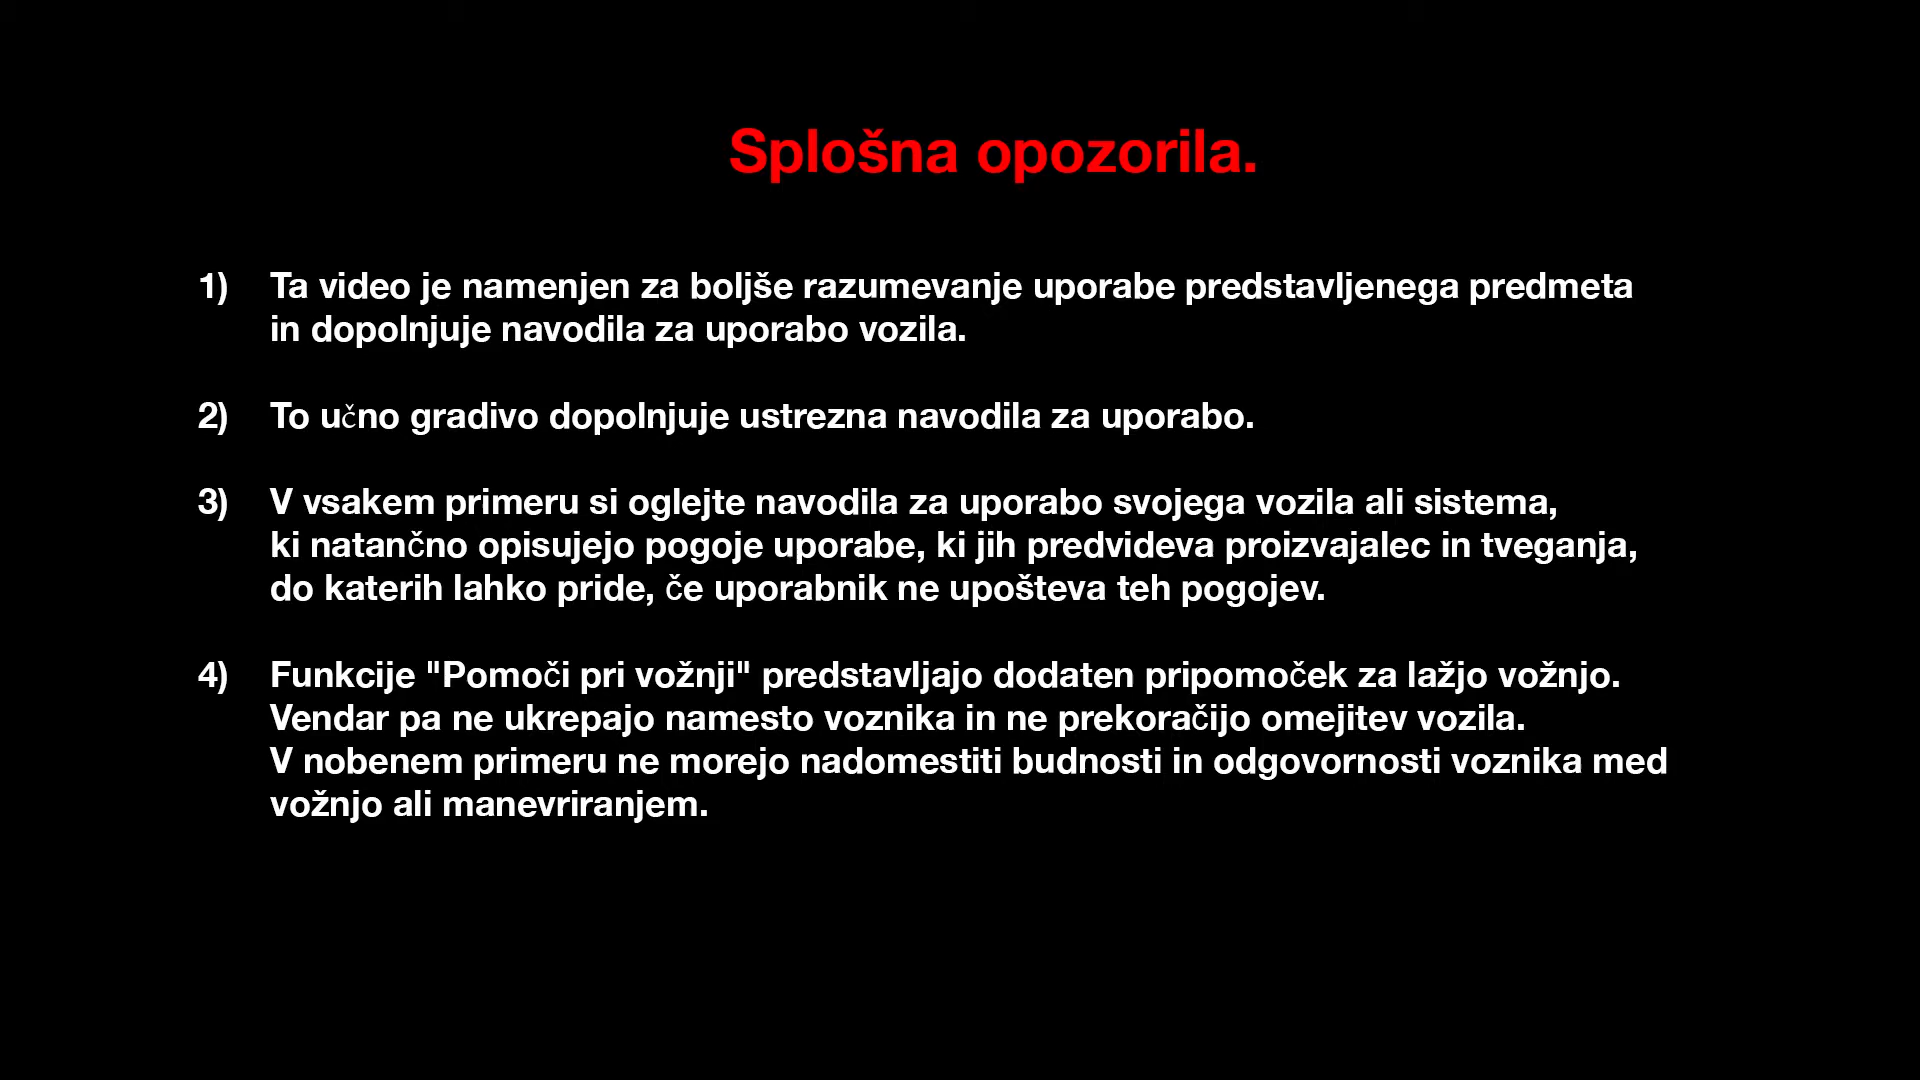 Splošna opozorila.
1) Ta video je namenjen za boljše razumevanje uporabe predstavljenega predmeta
in dopolnjuje navodila za uporabo vozila.
2) To učno gradivo dopolnjuje ustrezna navodila za uporabo.
3) V vsakem primeru si oglejte navodila za uporabo svojega vozila ali sistema,
ki natančno opisujejo pogoje uporabe, ki jih predvideva proizvajalec in tveganja,
do katerih lahko pride, če uporabnik ne upošteva teh pogojev.
4) Funkcije "Pomoči pri vožnji" predstavljajo dodaten pripomoček za lažjo vožnjo.
Vendar pa ne ukrepajo namesto voznika in ne prekoračijo omejitev vozila.
V nobenem primeru ne morejo nadomestiti budnosti in odgovornosti voznika med
vožnjo ali manevriranjem.